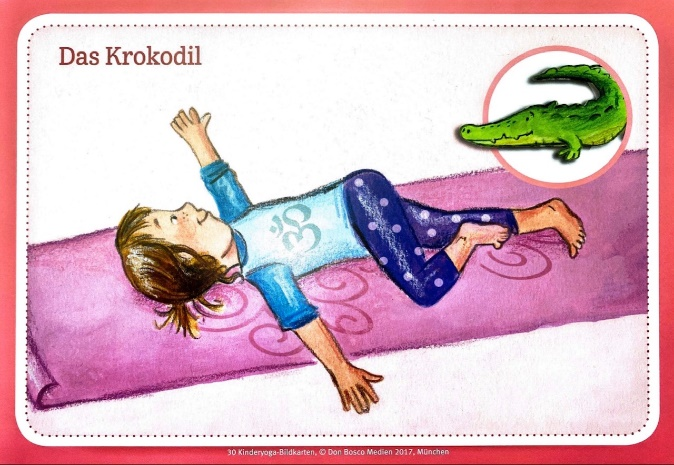 Das Krokodil
ॐ
30 Kinderyoga-Bildkarten, © Don Bosco Medien 2017, München